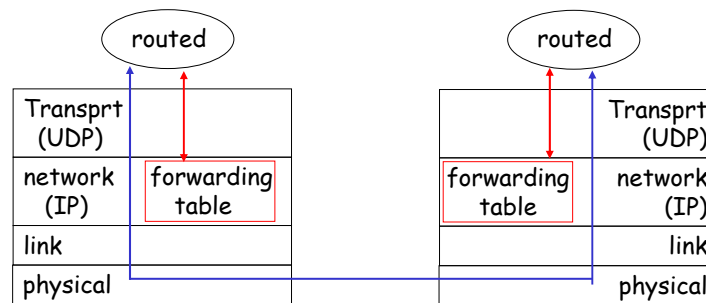 routed
routed
Transprt
(UDP)
Transprt
(UDP)
network
(IP)
forwarding
table
forwarding
table
network
(IP)
link
link
physical
physical